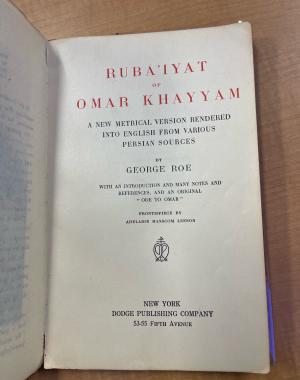 RUBA'IYAT
OF
OMAR KHAYYAM
A NEW METRICAL VERSION RENDERED
INTO ENGLISH FROM VARIOUS
PERSIAN SOURCES
BY
GEORGE ROE
WITH AN INTRODUCTION AND MANY NOTES AND
REFERENCES, AND AN ORIGINAL
"ODE TO OMAR"
FRONTISPIECE BY
ADELAIDE HANSCOM LEESON
NEW YORK
DODGE PUBLISHING COMPANY
53-55 FIFTH AVENUE